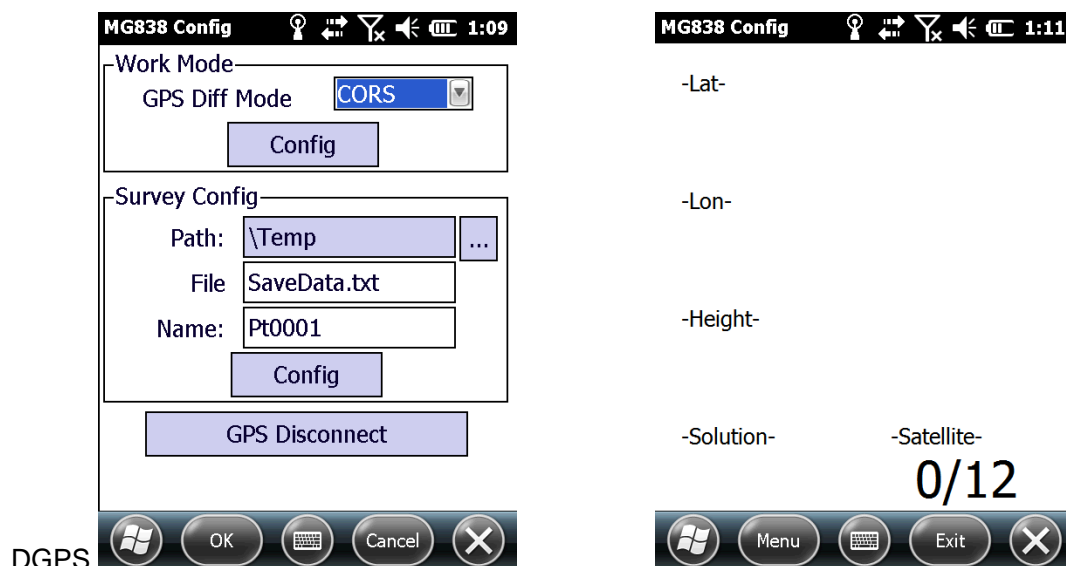 MG838 Config 1:09
Work Mode
GPS Diff Mode CORS
Config
Survey Config
Path: \Temp ...
File SaveData.txt
Name: Pt0001
Config
GPS Disconnect
OK Cancel
MG838 Config 1:11
-Lat-
-Lon-
-Height-
-Solution- -Satellite-
0/12
Menu Exit
DGPS